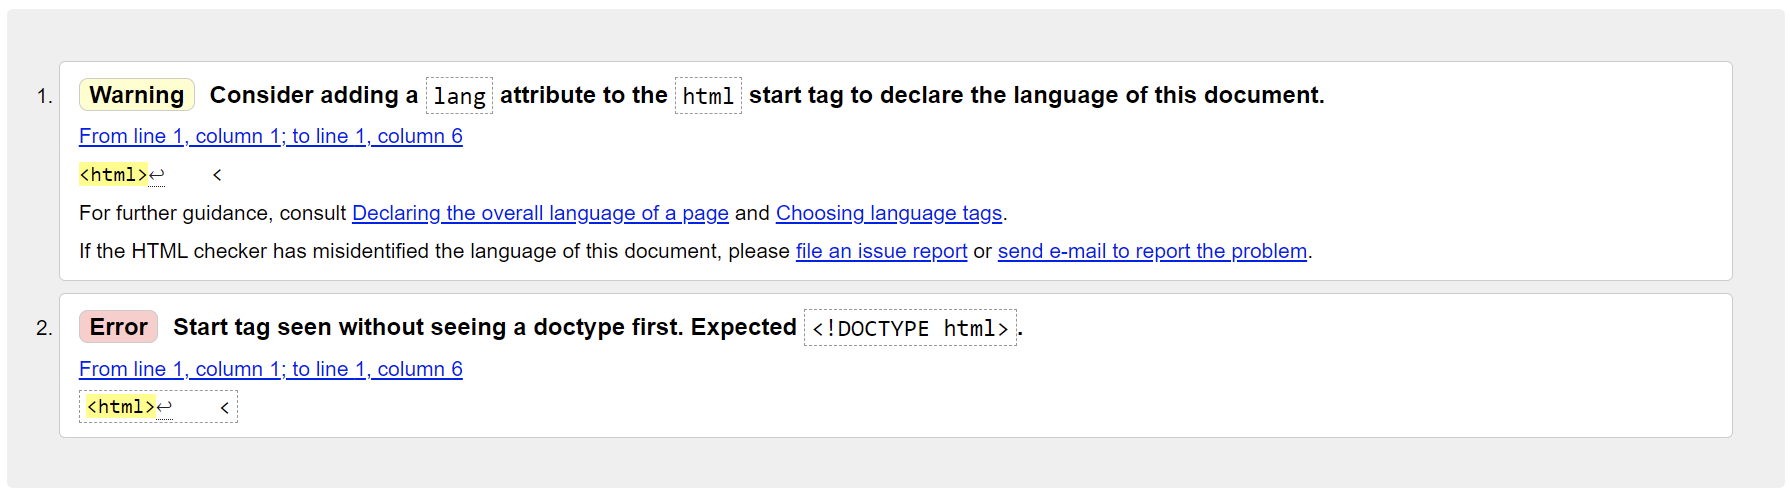 1. Warning Consider adding a lang attribute to the html start tag to declare the language of this document.
From line 1, column 1; to line 1, column 6
<html>↩ <
For further guidance, consult Declaring the overall language of a page and Choosing language tags.
If the HTML checker has misidentified the language of this document, please file an issue report or send e-mail to report the problem.
2. Error Start tag seen without seeing a doctype first. Expected <!DOCTYPE html>.
From line 1, column 1; to line 1, column 6
<html>↩ <